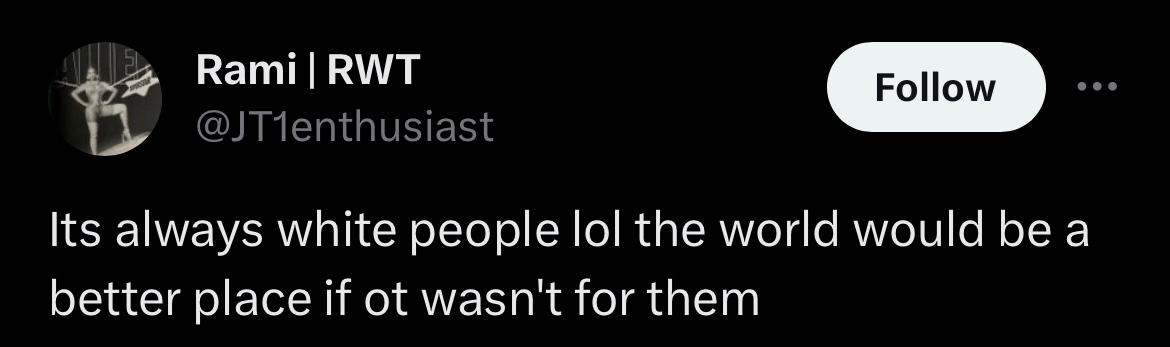 Rami | RWT
Follow
@JT1enthusiast
Its always white people lol the world would be a
better place if ot wasn't for them